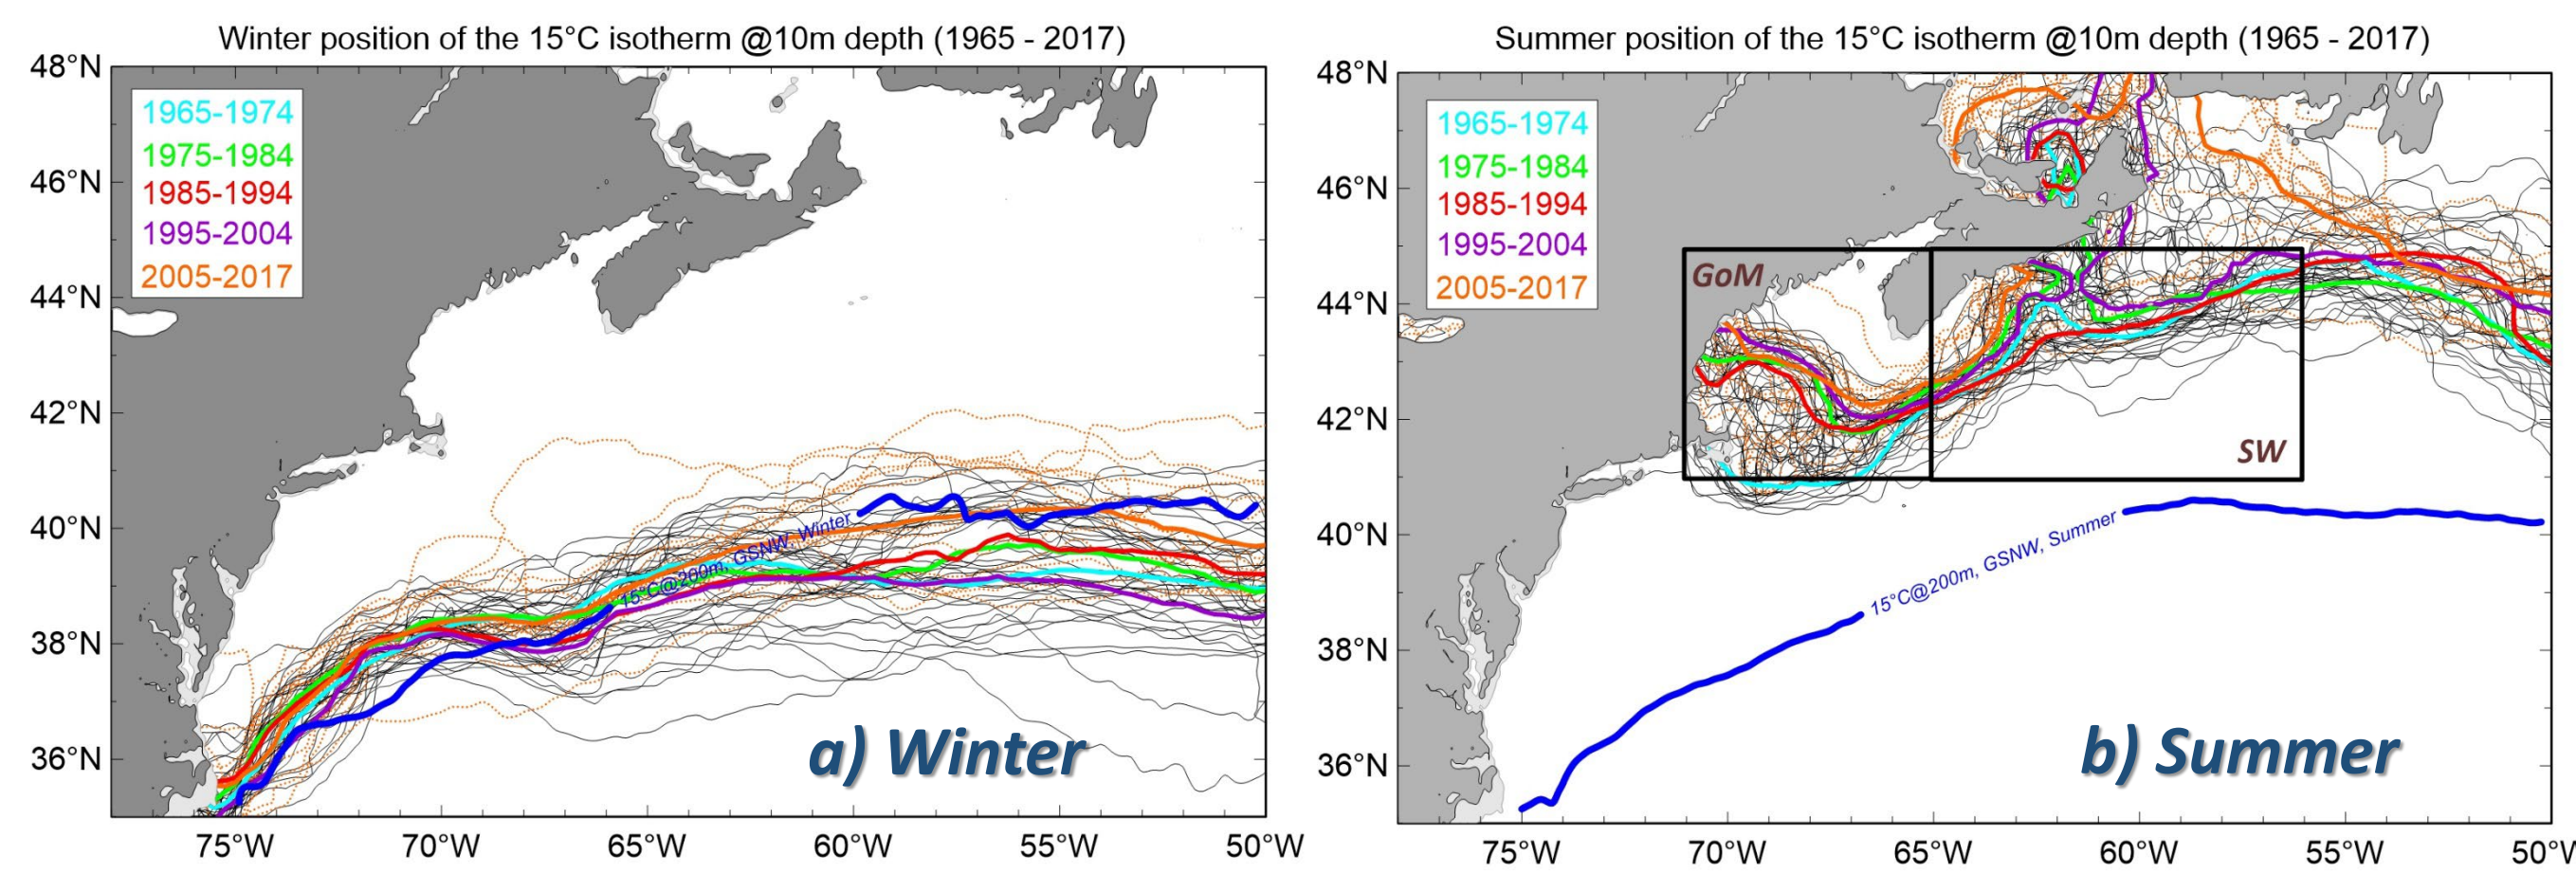 Winter position of the 15°C isotherm @10m depth (1965 - 2017)
48°N
46°N
44°N
42°N
40°N
38°N
36°N
1965-1974
1975-1984
1985-1994
1995-2004
2005-2017
15°C@200m, GSNW, Winter
a) Winter
75°W
70°W
65°W
60°W
55°W
50°W
Summer position of the 15°C isotherm @10m depth (1965 - 2017)
48°N
46°N
44°N
42°N
40°N
38°N
36°N
1965-1974
1975-1984
1985-1994
1995-2004
2005-2017
GoM
SW
15°C@200m, GSNW, Summer
b) Summer
75°W
70°W
65°W
60°W
55°W
50°W